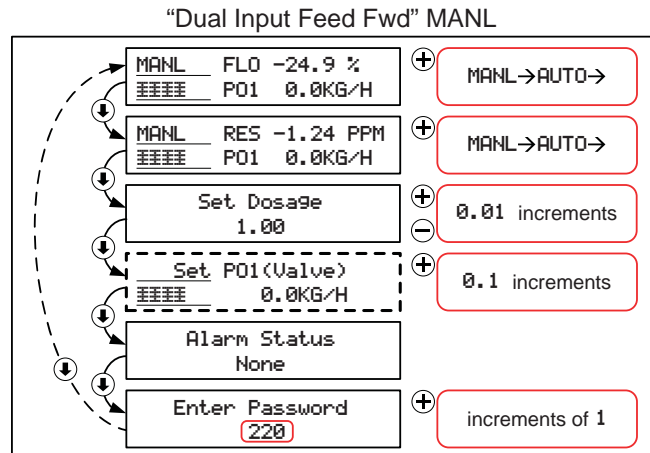 “Dual Input Feed Fwd” MANL
MANL FLO -24.9 %
PO1 0.0KG/H
MANL→AUTO→
MANL RES -1.24 PPM
PO1 0.0KG/H
MANL→AUTO→
Set Dosage
1.00
0.01 increments
Set PO1(Valve)
0.0KG/H
0.1 increments
Alarm Status
None
Enter Password
220
increments of 1